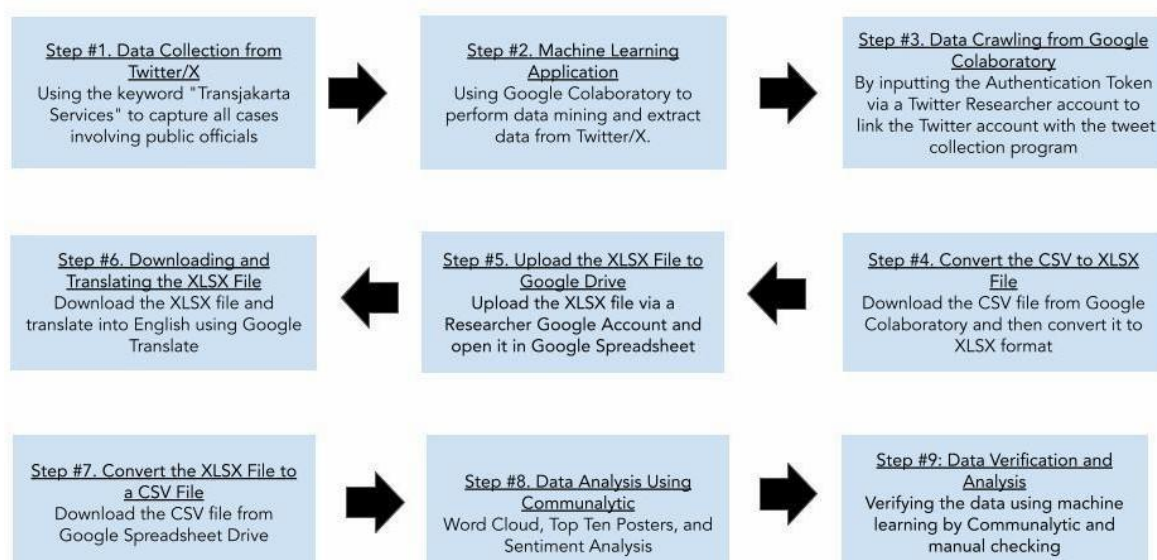 Step #1. Data Collection from
Twitter/X
Using the keyword "Transjakarta
Services" to capture all cases
involving public officials
Step #2. Machine Learning
Application
Using Google Colaboratory to
perform data mining and extract
data from Twitter/X.
Step #3. Data Crawling from Google
Colaboratory
By inputting the Authentication Token
via a Twitter Researcher account to
link the Twitter account with the tweet
collection program
Step #4. Convert the CSV to XLSX
File
Download the CSV file from Google
Colaboratory and then convert it to
XLSX format
Step #5. Upload the XLSX File to
Google Drive
Upload the XLSX file via a
Researcher Google Account and
open it in Google Spreadsheet
Step #6. Downloading and
Translating the XLSX File
Download the XLSX file and
translate into English using Google
Translate
Step #7. Convert the XLSX File to
a CSV File
Download the CSV file from
Google Spreadsheet Drive
Step #8. Data Analysis Using
Communalytic
Word Cloud, Top Ten Posters, and
Sentiment Analysis
Step #9: Data Verification and
Analysis
Verifying the data using machine
learning by Communalytic and
manual checking